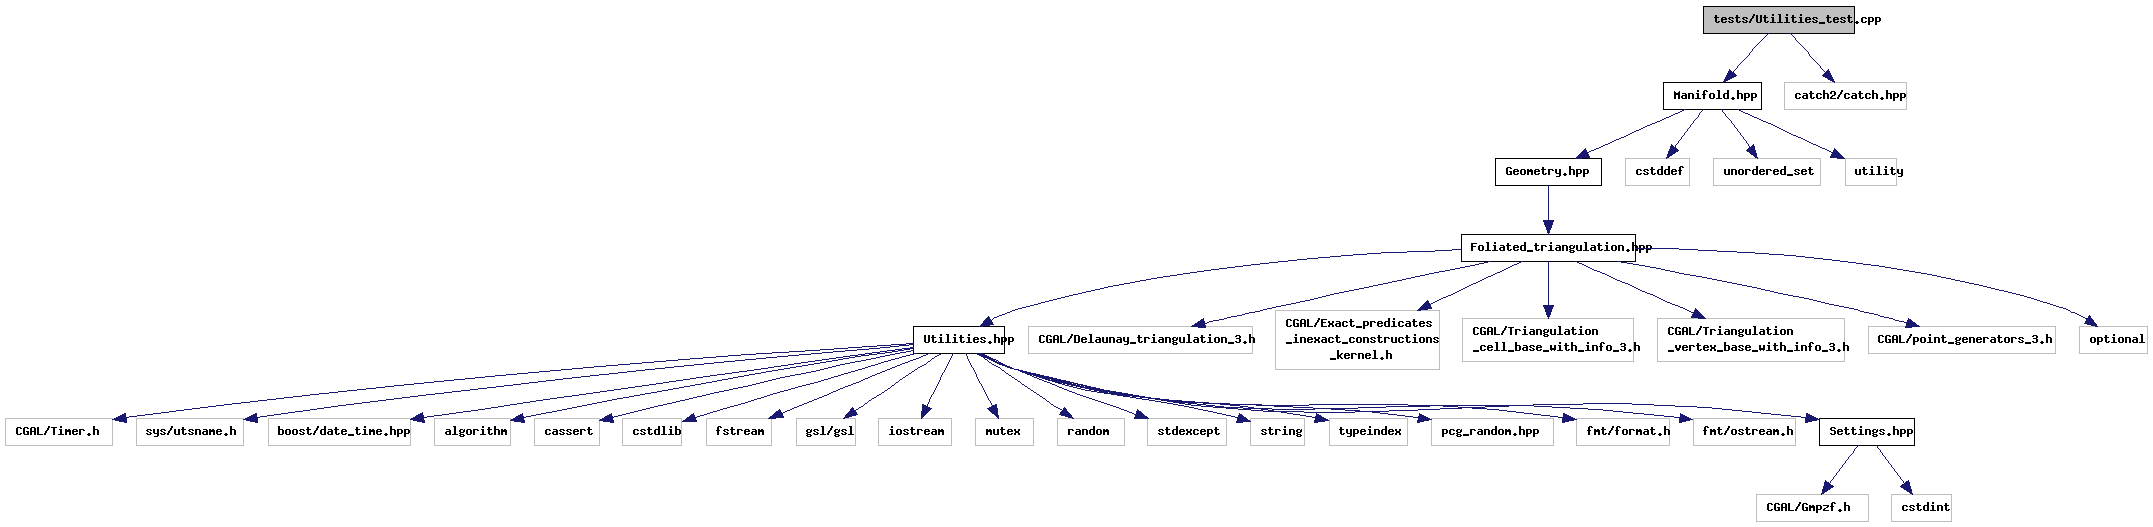 tests/Utilities_test.cpp
Manifold.hpp
catch2/catch.hpp
Geometry.hpp
cstddef
unordered_set
utility
Foliated_triangulation.hpp
Utilities.hpp
CGAL/Delaunay_triangulation_3.h
CGAL/Exact_predicates
_inexact_constructions
_kernel.h
CGAL/Triangulation
_cell_base_with_info_3.h
CGAL/Triangulation
_vertex_base_with_info_3.h
CGAL/point_generators_3.h
optional
CGAL/Timer.h
sys/utsname.h
boost/date_time.hpp
algorithm
cassert
cstdlib
fstream
gsl/gsl
iostream
mutex
random
stdexcept
string
typeindex
pcg_random.hpp
fmt/format.h
fmt/ostream.h
Settings.hpp
CGAL/Gmpzf.h
cstdint